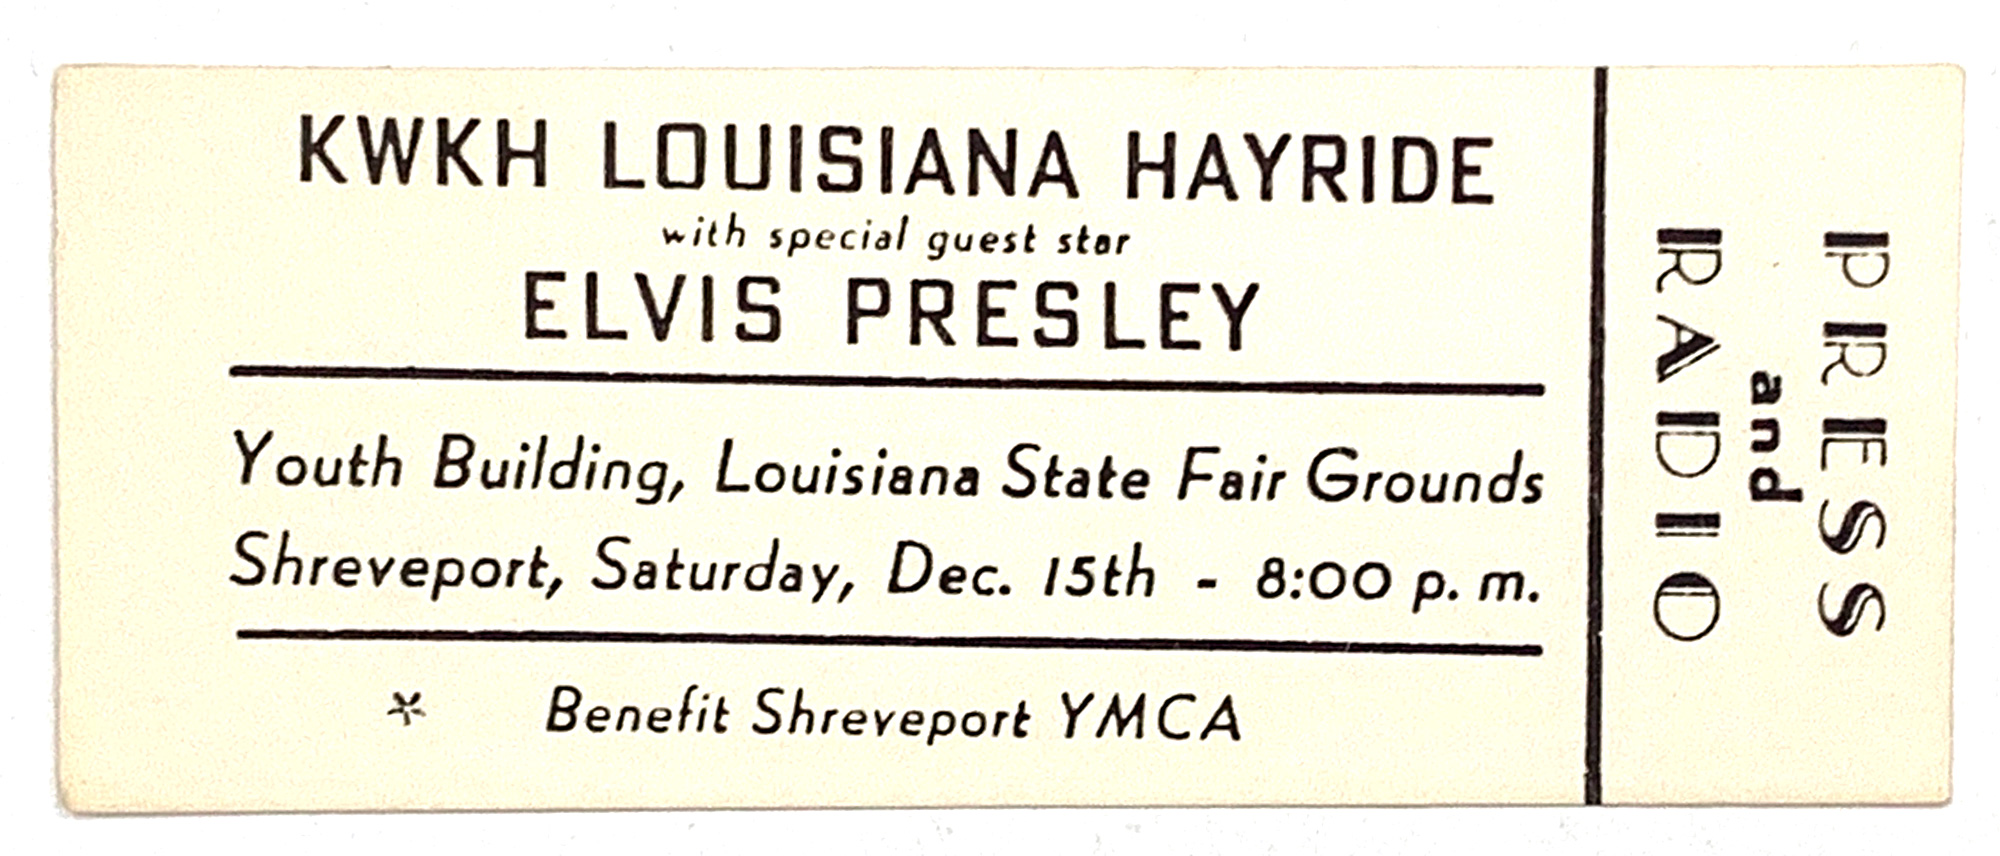 KWKH LOUISIANA HAYRIDE
with special guest star
ELVIS PRESLEY
Youth Building, Louisiana State Fair Grounds
Shreveport, Saturday, Dec. 15th - 8:00 p. m.
* Benefit Shreveport YMCA
PRESS
and
RADIO